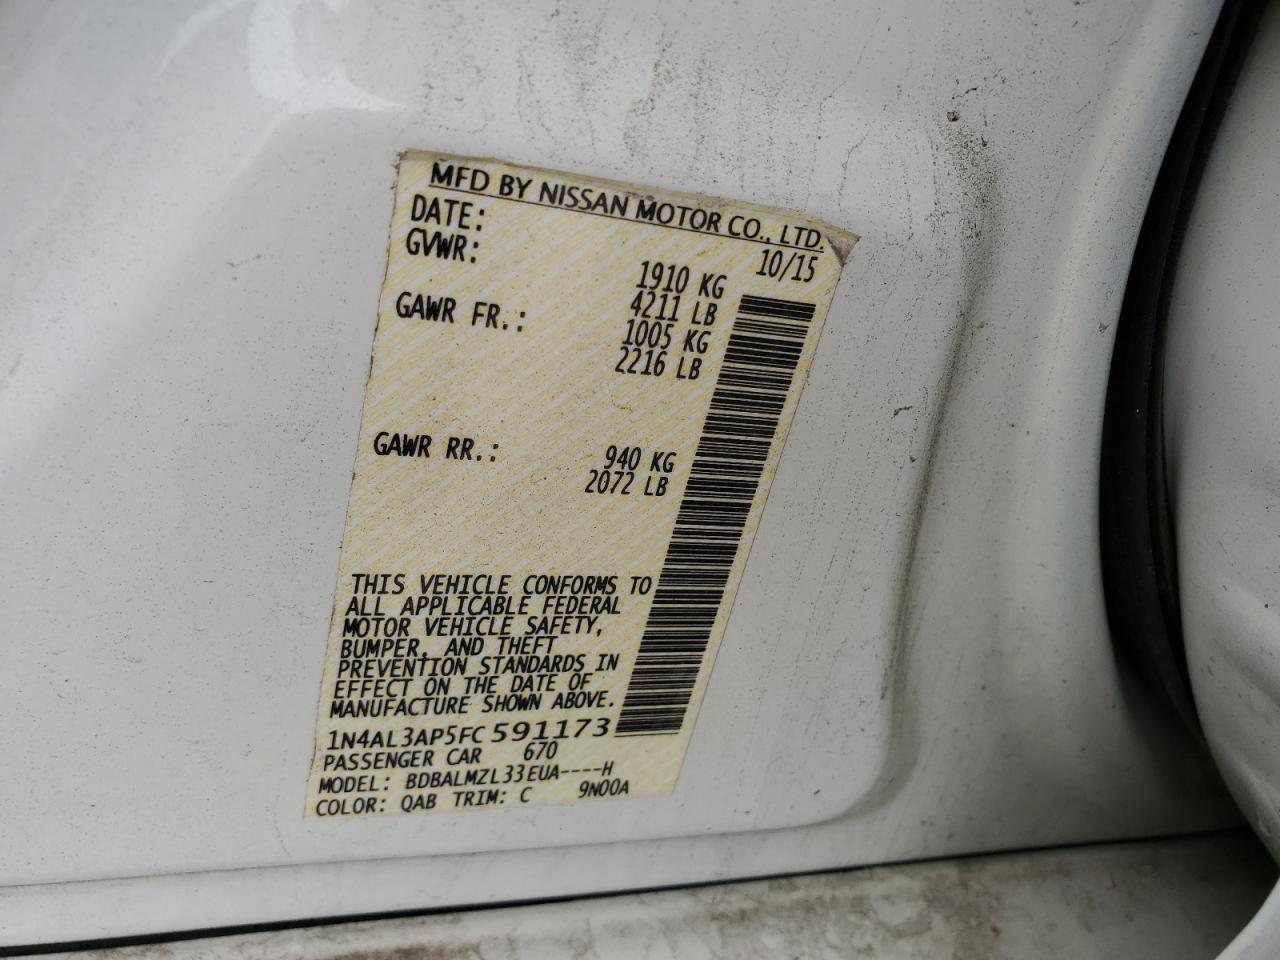 MFD BY NISSAN MOTOR CO., LTD.
DATE: 10/15
GVWR: 1910 KG
4211 LB
GAWR FR.: 1005 KG
2216 LB
GAWR RR.: 940 KG
2072 LB
THIS VEHICLE CONFORMS TO
ALL APPLICABLE FEDERAL
MOTOR VEHICLE SAFETY,
BUMPER, AND THEFT
PREVENTION STANDARDS IN
EFFECT ON THE DATE OF
MANUFACTURE SHOWN ABOVE.
1N4AL3AP5FC591173
PASSENGER CAR 670
MODEL: BDBALMZL33EUA----H
COLOR: QAB TRIM: C 9N00A